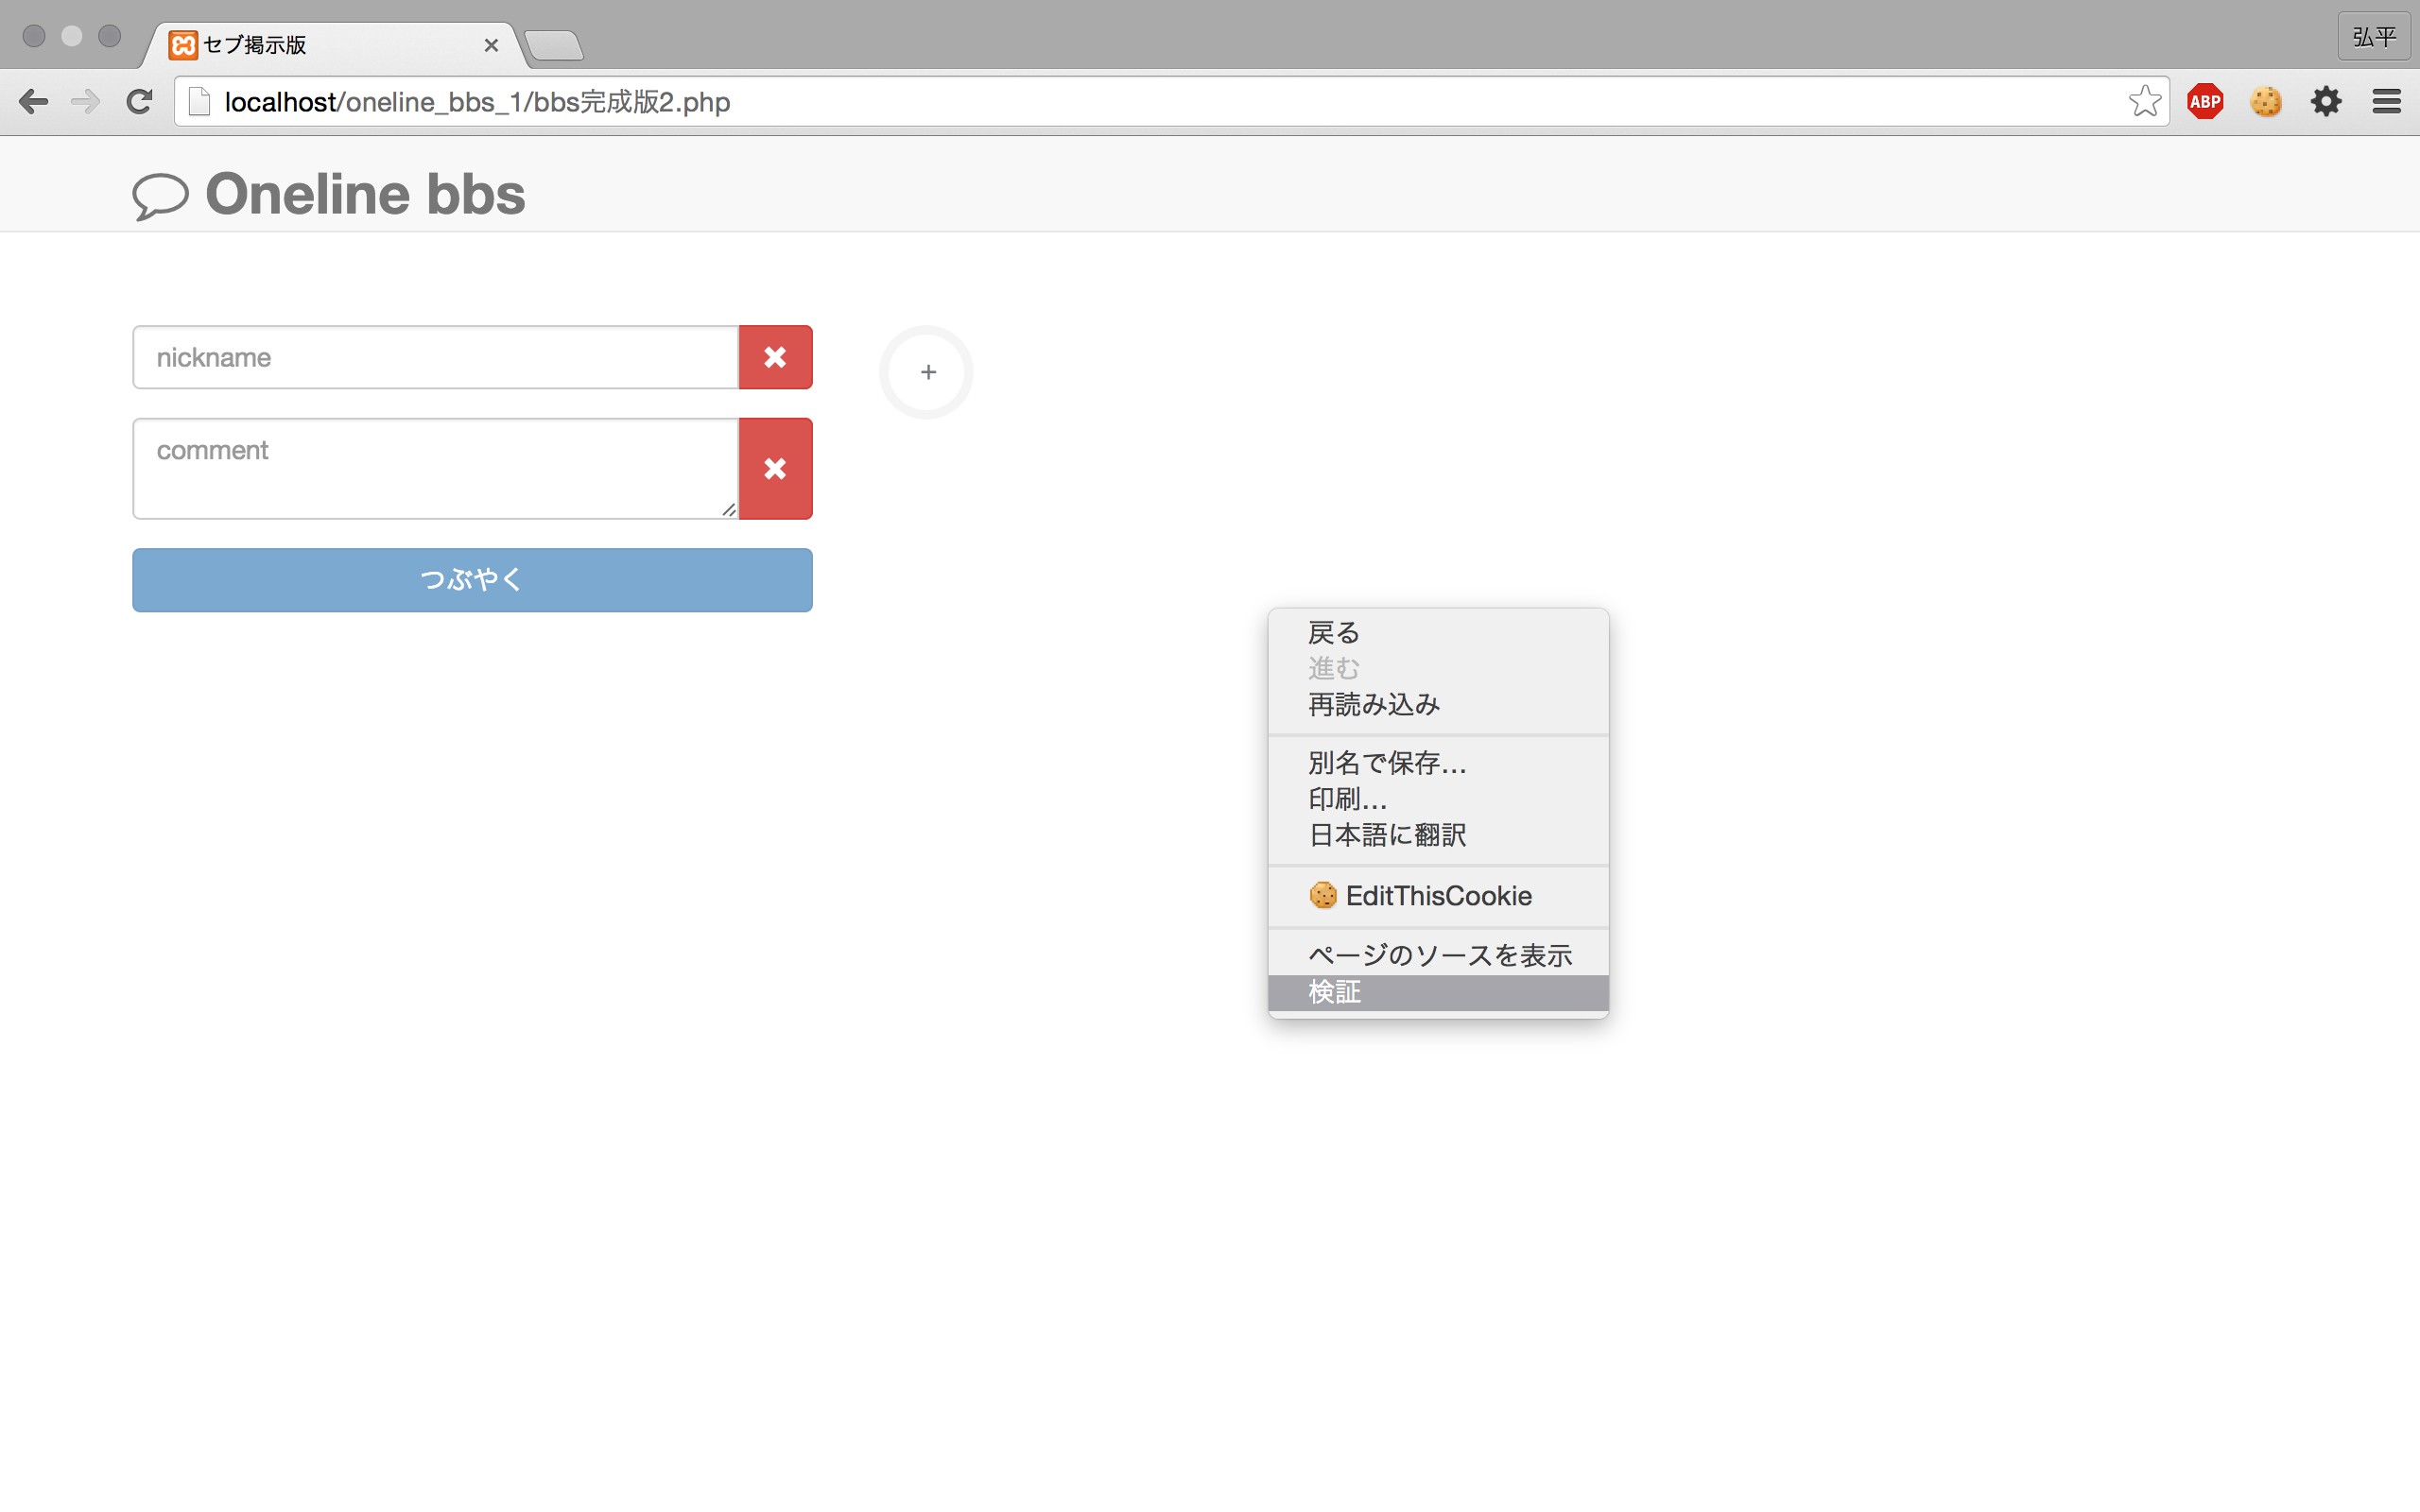 セブ掲示版
弘平
localhost/oneline_bbs_1/bbs完成版2.php
ABP
Oneline bbs
nickname
+
comment
つぶやく
戻る
進む
再読み込み
別名で保存...
印刷...
日本語に翻訳
EditThisCookie
ページのソースを表示
検証